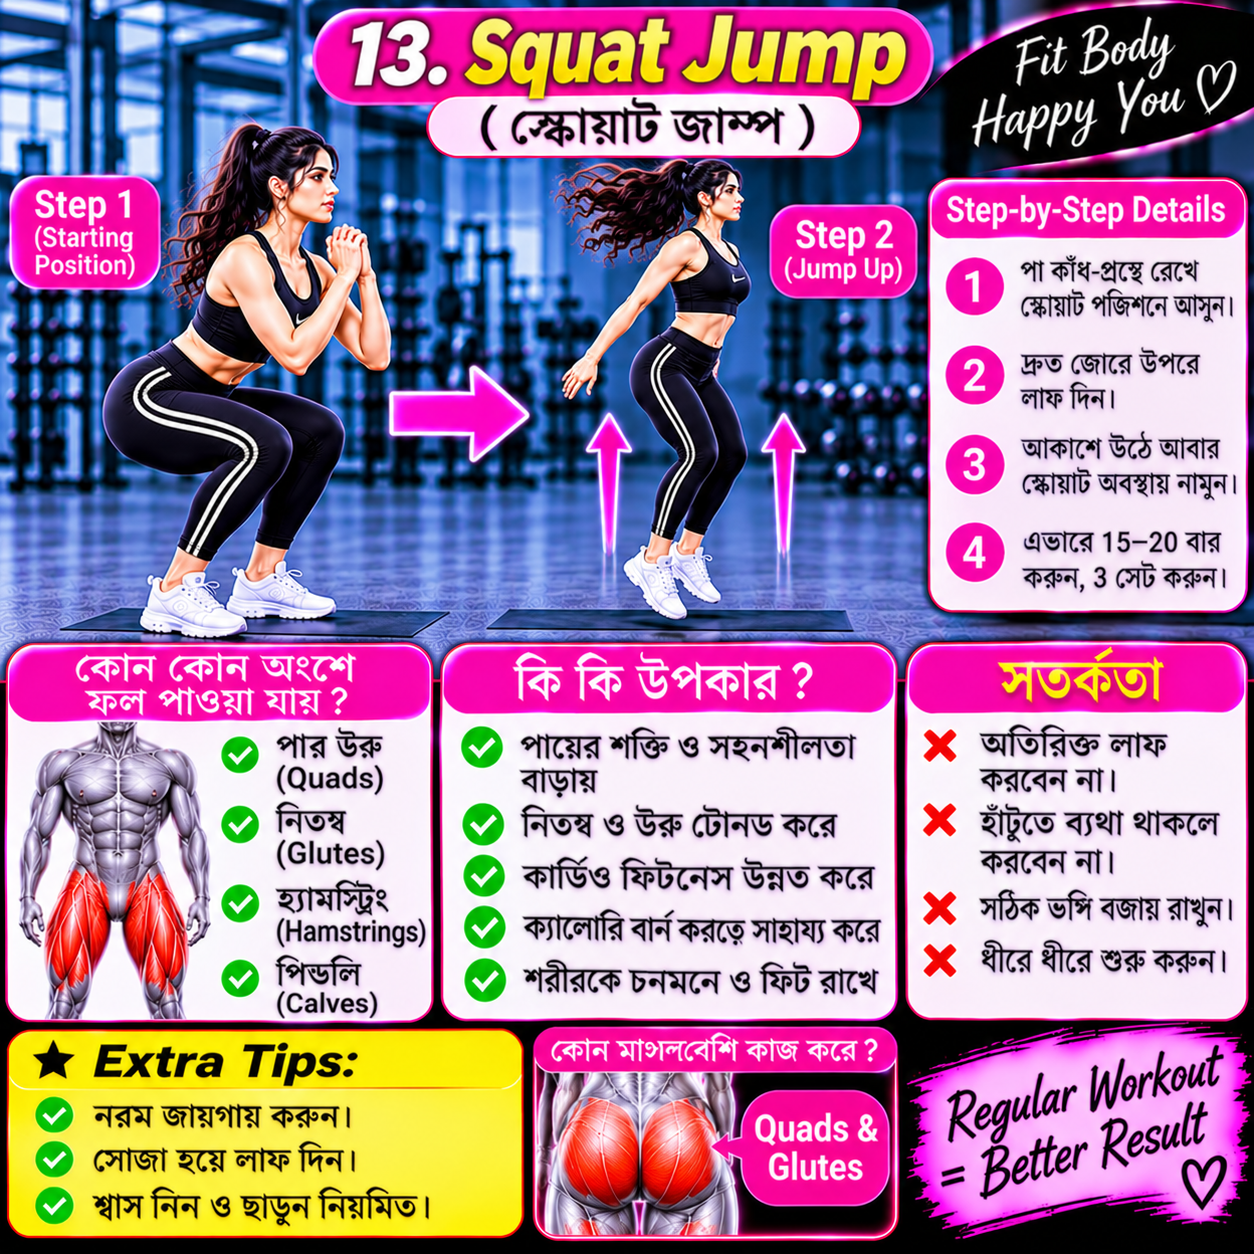 13. Squat Jump
( স্কোয়াট জাম্প )
Fit Body
Happy You
Step 1
(Starting
Position)
Step 2
(Jump Up)
Step-by-Step Details
1
পা কাঁধ-প্রস্থে রেখে
স্কোয়াট পজিশনে আসুন।
2
দ্রুত জোরে উপরে
লাফ দিন।
3
আকাশে উঠে আবার
স্কোয়াট অবস্থায় নামুন।
4
এভারে 15–20 বার
করুন, 3 সেট করুন।
কোন কোন অংশে
ফল পাওয়া যায় ?
পার উরু
(Quads)
নিতম্ব
(Glutes)
হ্যামস্ট্রিং
(Hamstrings)
পিন্ডলি
(Calves)
কি কি উপকার ?
পায়ের শক্তি ও সহনশীলতা
বাড়ায়
নিতম্ব ও উরু টোনড করে
কার্ডিও ফিটনেস উন্নত করে
ক্যালোরি বার্ন করতে সাহায্য করে
শরীরকে চনমনে ও ফিট রাখে
সতর্কতা
অতিরিক্ত লাফ
করবেন না।
হাঁটুতে ব্যথা থাকলে
করবেন না।
সঠিক ভঙ্গি বজায় রাখুন।
ধীরে ধীরে শুরু করুন।
Extra Tips:
নরম জায়গায় করুন।
সোজা হয়ে লাফ দিন।
শ্বাস নিন ও ছাড়ুন নিয়মিত।
কোন মাংসলবেশি কাজ করে ?
Quads &
Glutes
Regular Workout
= Better Result